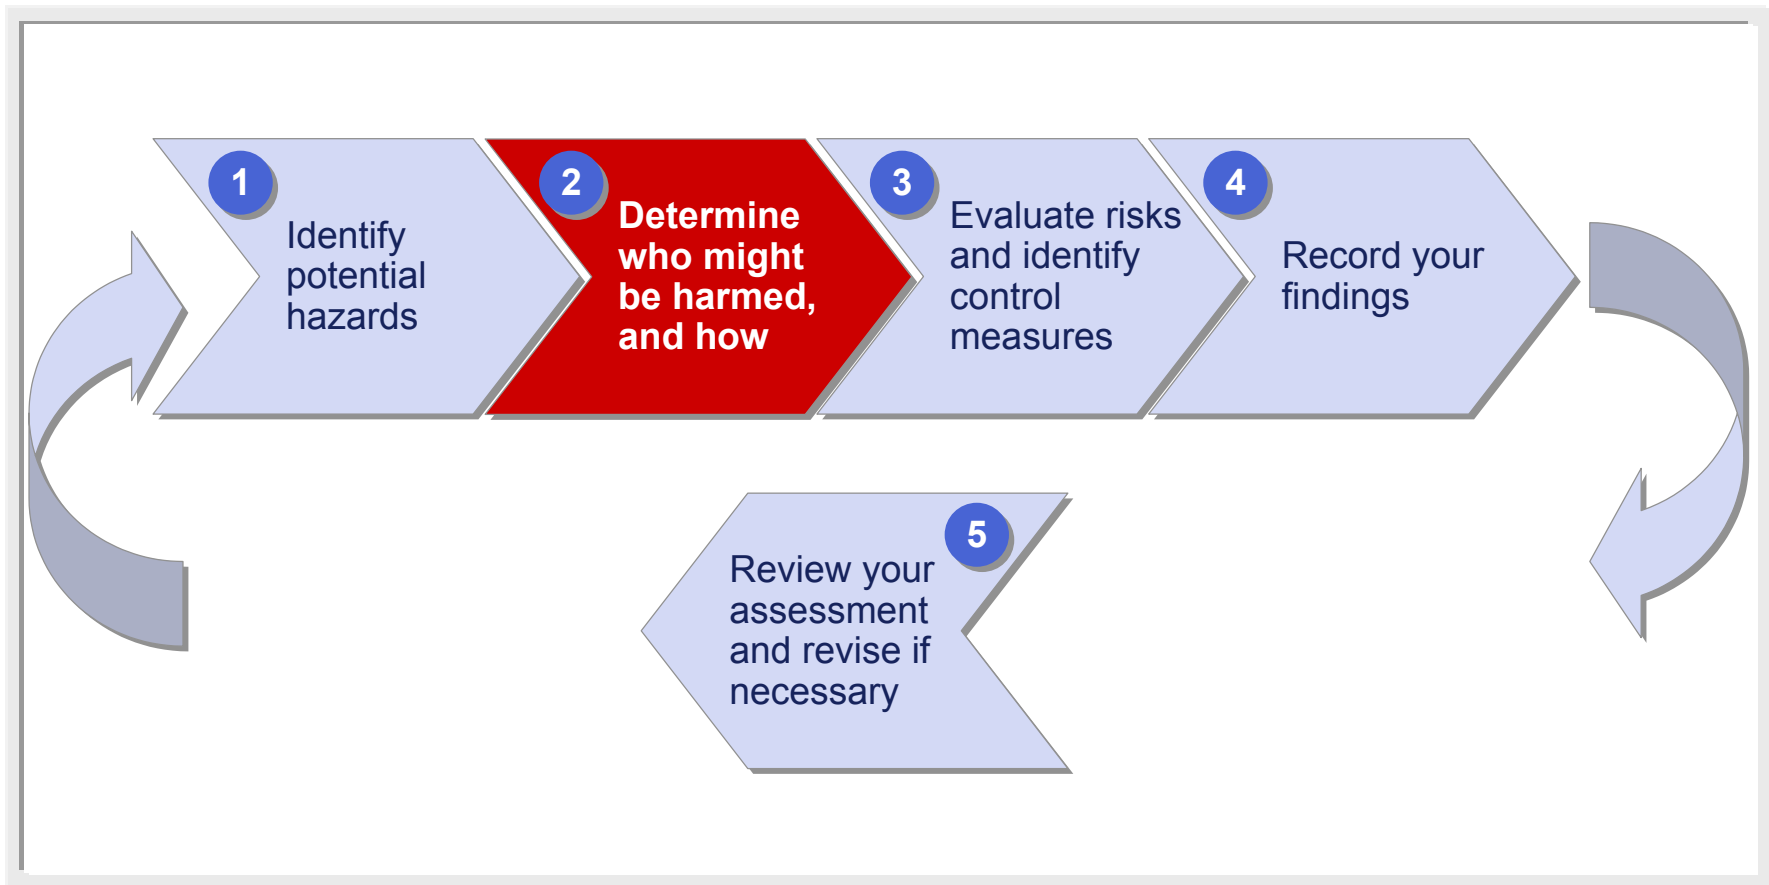 1
Identify
potential
hazards
2
Determine
who might
be harmed,
and how
3
Evaluate risks
and identify
control
measures
4
Record your
findings
5
Review your
assessment
and revise if
necessary